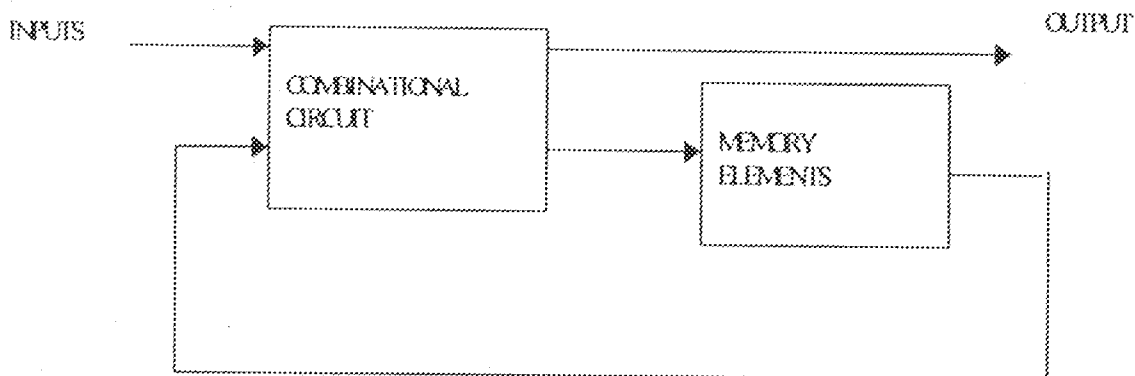 INPUTS
OUTPUT
COMBINATIONAL
CIRCUIT
MEMORY
ELEMENTS